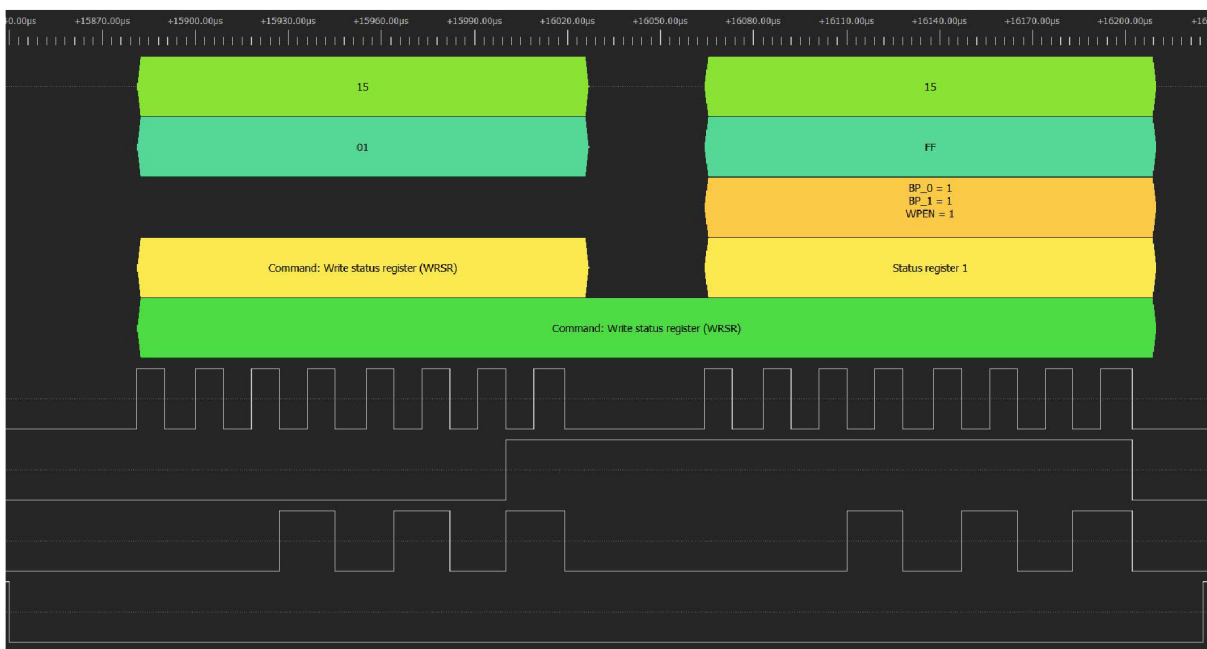 +15870.00µs +15900.00µs +15930.00µs +15960.00µs +15990.00µs +16020.00µs +16050.00µs +16080.00µs +16110.00µs +16140.00µs +16170.00µs +16200.00µs
15 15
01 FF
BP_0 = 1
BP_1 = 1
WPEN = 1
Command: Write status register (WRSR) Status register 1
Command: Write status register (WRSR)